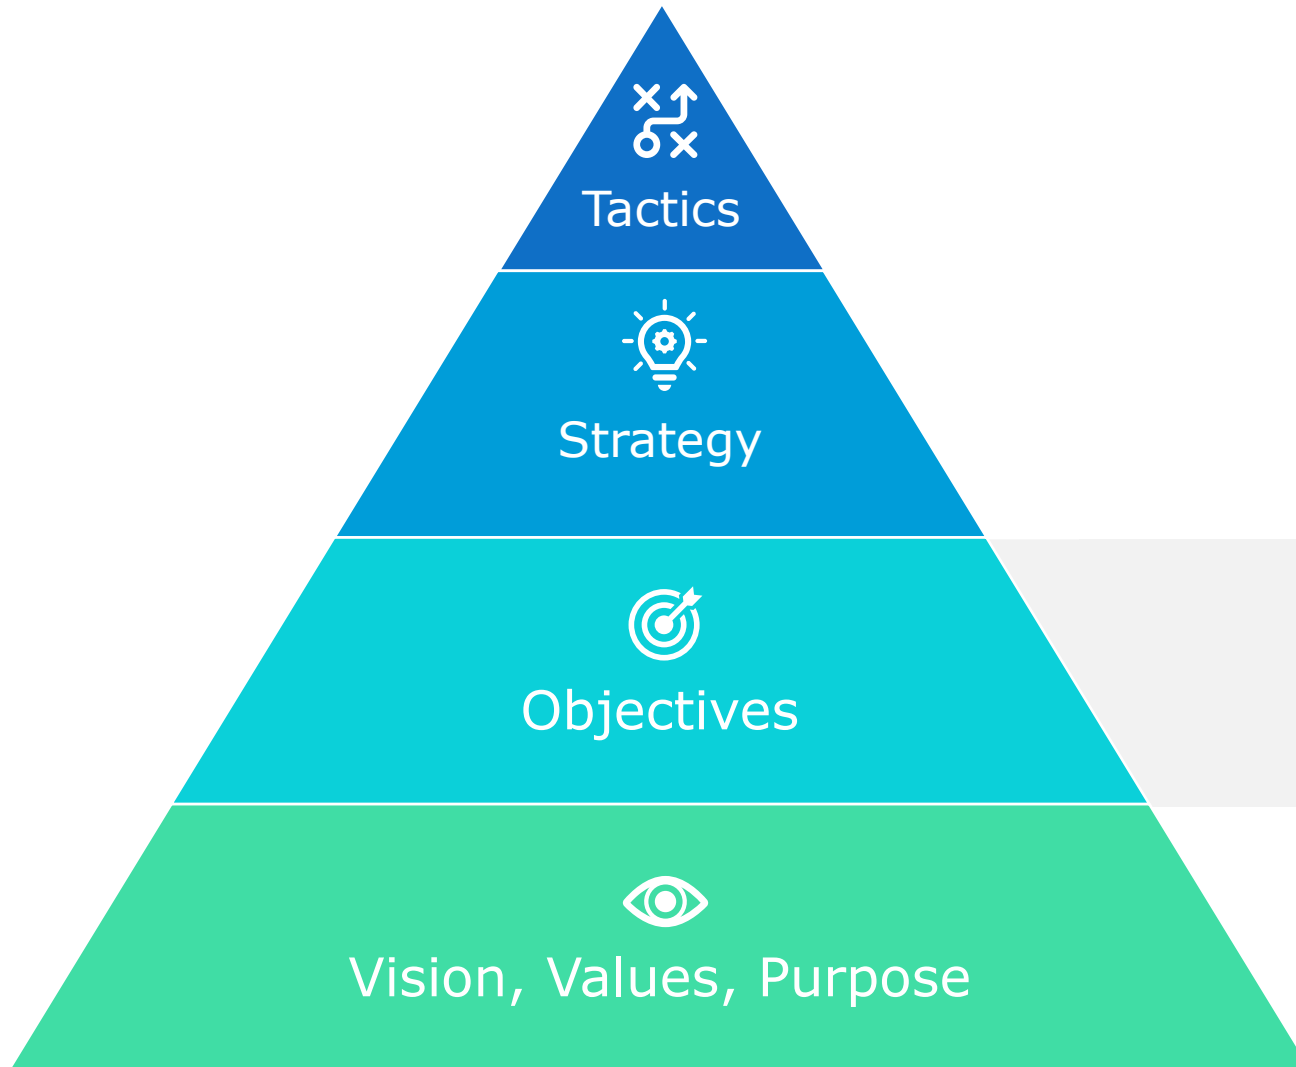 Tactics
Strategy
Objectives
Vision, Values, Purpose